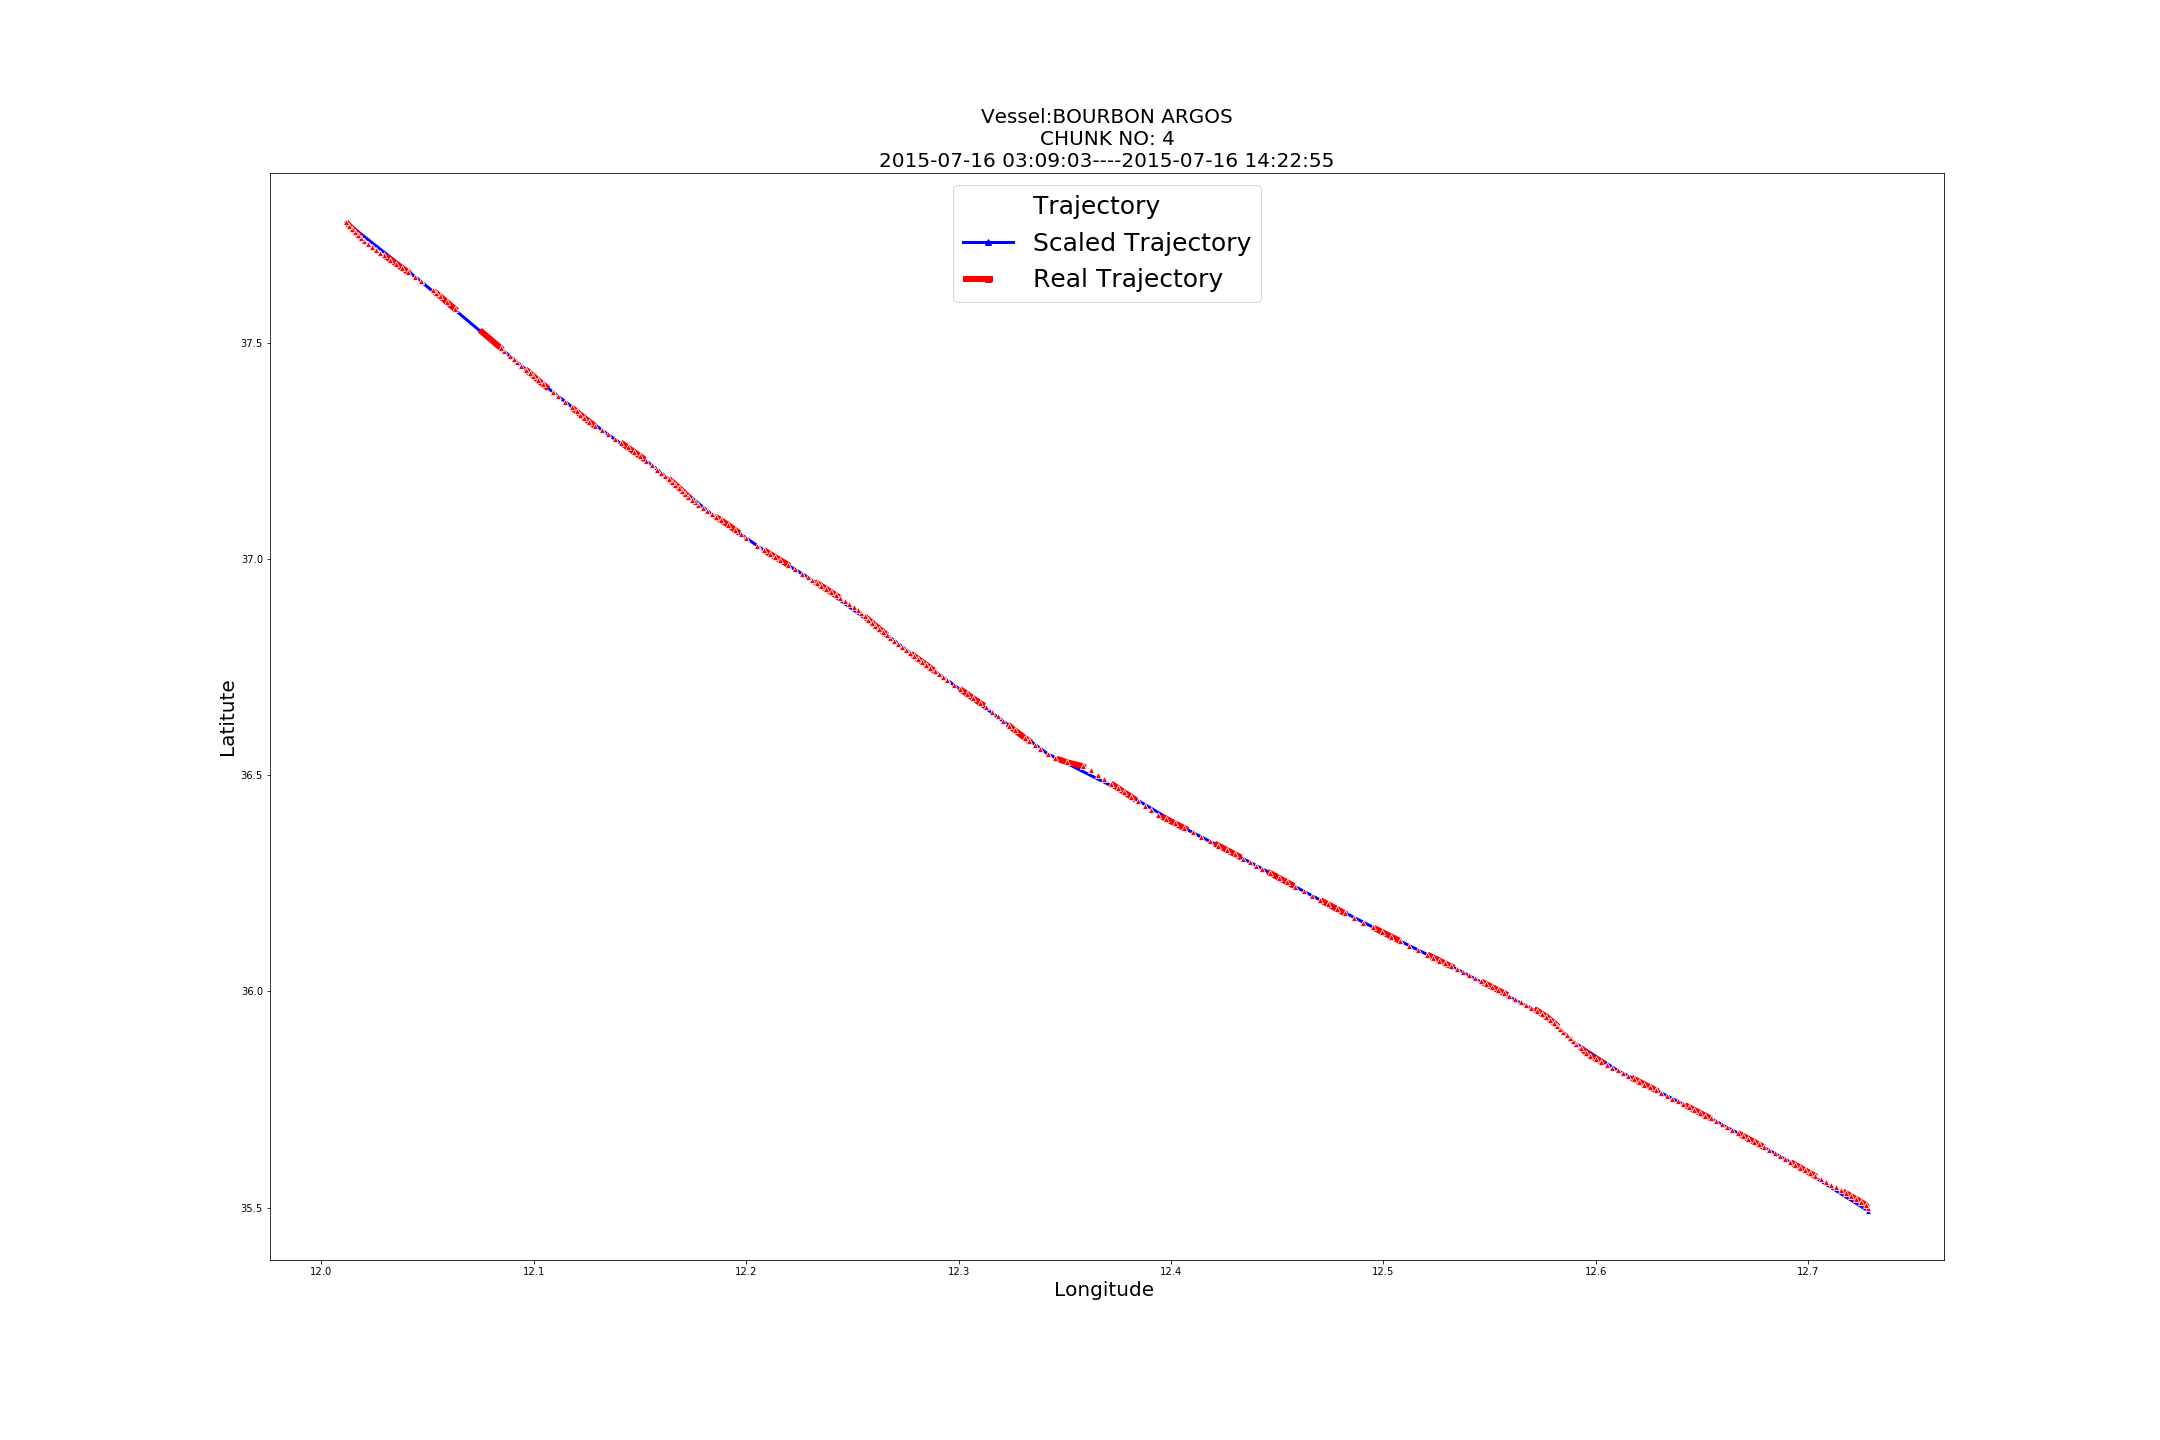 Vessel:BOURBON ARGOS
CHUNK NO: 4
2015-07-16 03:09:03----2015-07-16 14:22:55
Trajectory
Scaled Trajectory
Real Trajectory
37.5
37.0
36.5
36.0
35.5
Latitute
12.0 12.1 12.2 12.3 12.4 12.5 12.6 12.7
Longitude